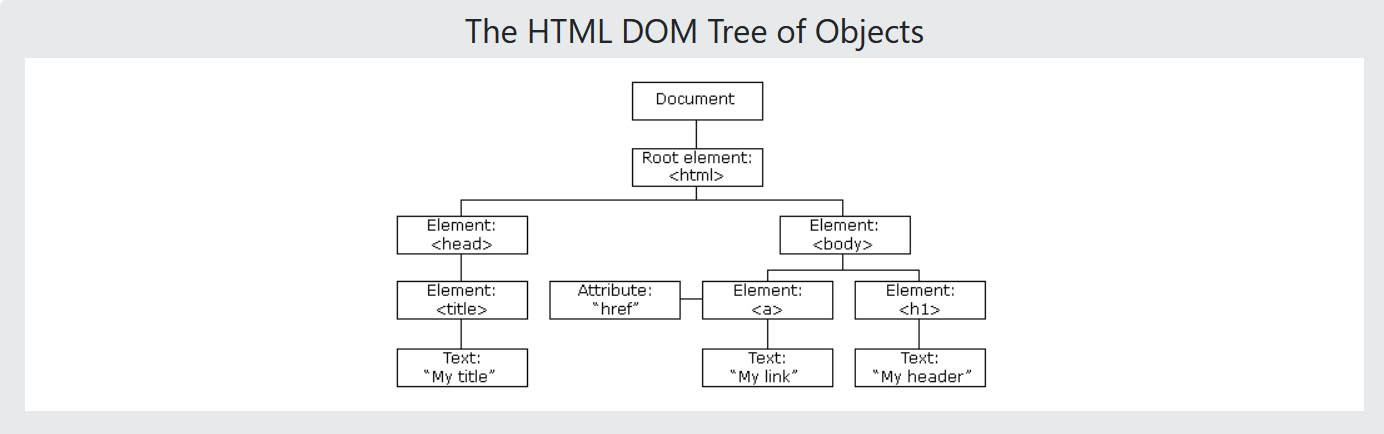 The HTML DOM Tree of Objects
Document
Root element:
<html>
Element:
<head>
Element:
<body>
Element:
<title>
Attribute:
“href”
Element:
<a>
Element:
<h1>
Text:
“My title”
Text:
“My link”
Text:
“My header”